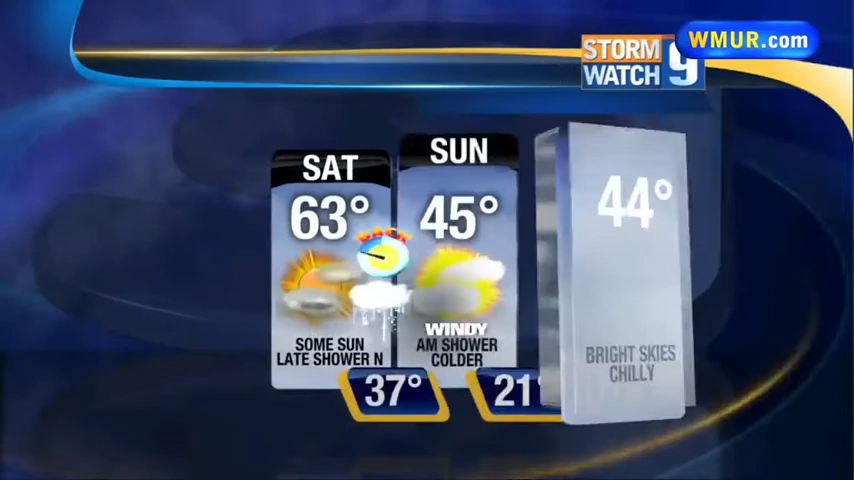 WMUR.com
STORM
WATCH 9
SAT
63°
BACK
SOME SUN
LATE SHOWER N
37°
SUN
45°
WINDY
AM SHOWER
COLDER
21°
44°
BRIGHT SKIES
CHILLY